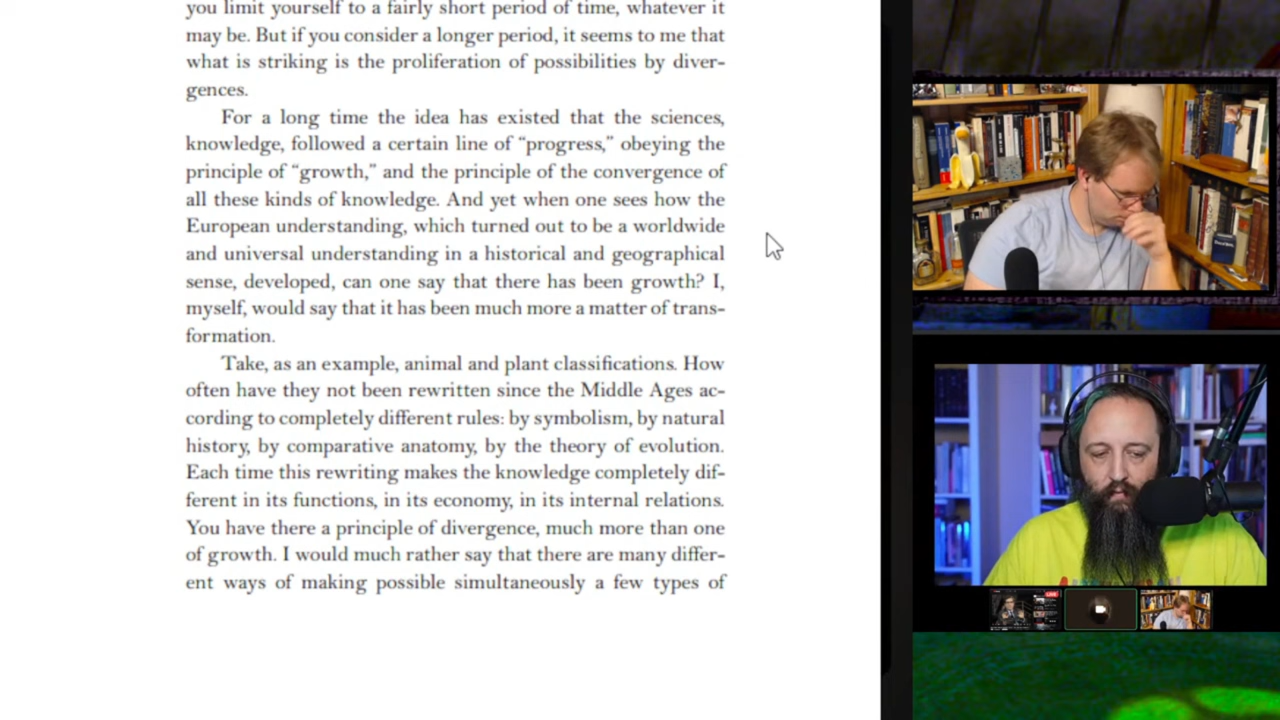 you limit yourself to a fairly short period of time, whatever it
may be. But if you consider a longer period, it seems to me that
what is striking is the proliferation of possibilities by diver-
gences.
For a long time the idea has existed that the sciences,
knowledge, followed a certain line of “progress,” obeying the
principle of “growth,” and the principle of the convergence of
all these kinds of knowledge. And yet when one sees how the
European understanding, which turned out to be a worldwide
and universal understanding in a historical and geographical
sense, developed, can one say that there has been growth? I,
myself, would say that it has been much more a matter of trans-
formation.
Take, as an example, animal and plant classifications. How
often have they not been rewritten since the Middle Ages ac-
cording to completely different rules: by symbolism, by natural
history, by comparative anatomy, by the theory of evolution.
Each time this rewriting makes the knowledge completely dif-
ferent in its functions, in its economy, in its internal relations.
You have there a principle of divergence, much more than one
of growth. I would much rather say that there are many differ-
ent ways of making possible simultaneously a few types of